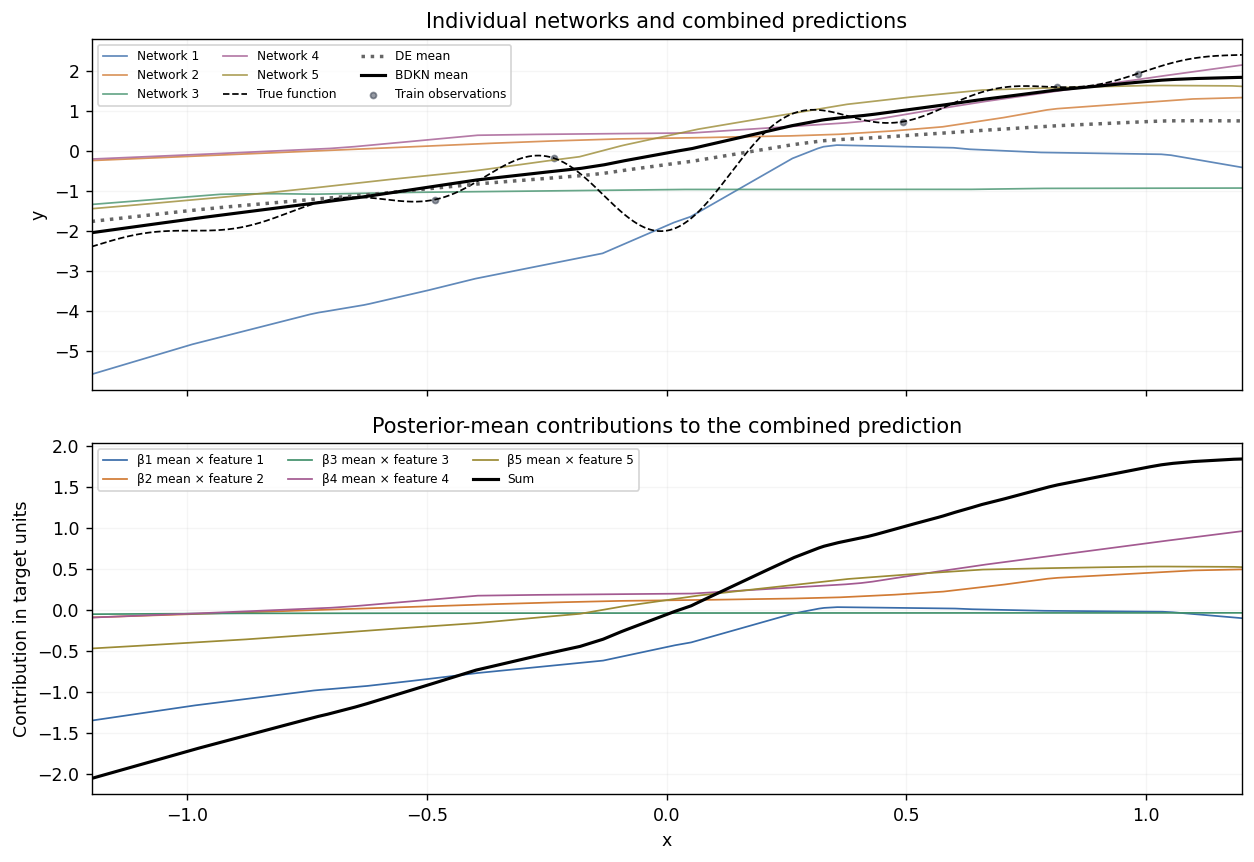 Individual networks and combined predictions
Network 1
Network 2
Network 3
Network 4
Network 5
True function
DE mean
BDKN mean
Train observations
2
1
0
−1
−2
−3
−4
−5
y
Posterior-mean contributions to the combined prediction
β1 mean × feature 1
β2 mean × feature 2
β3 mean × feature 3
β4 mean × feature 4
β5 mean × feature 5
Sum
2.0
1.5
1.0
0.5
0.0
−0.5
−1.0
−1.5
−2.0
Contribution in target units
−1.0
−0.5
0.0
0.5
1.0
x